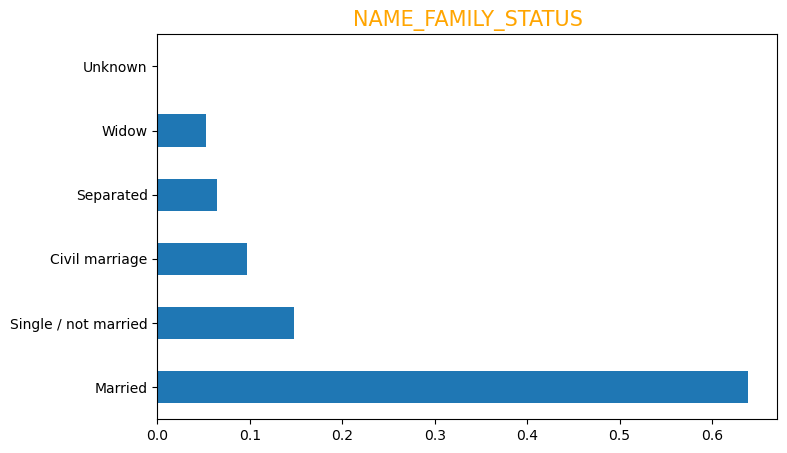 NAME_FAMILY_STATUS
Unknown
Widow
Separated
Civil marriage
Single / not married
Married
0.0 0.1 0.2 0.3 0.4 0.5 0.6